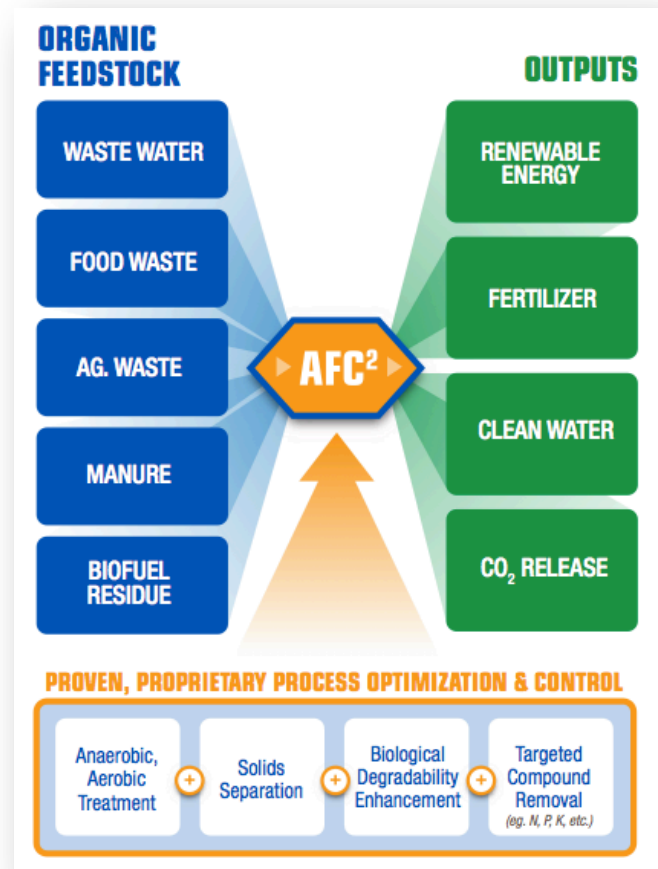 ORGANIC
FEEDSTOCK
WASTE WATER
FOOD WASTE
AG. WASTE
MANURE
BIOFUEL
RESIDUE
AFC²
OUTPUTS
RENEWABLE
ENERGY
FERTILIZER
CLEAN WATER
CO₂ RELEASE
PROVEN, PROPRIETARY PROCESS OPTIMIZATION & CONTROL
Anaerobic,
Aerobic
Treatment
+
Solids
Separation
+
Biological
Degradability
Enhancement
+
Targeted
Compound
Removal
(eg. N, P, K, etc.)